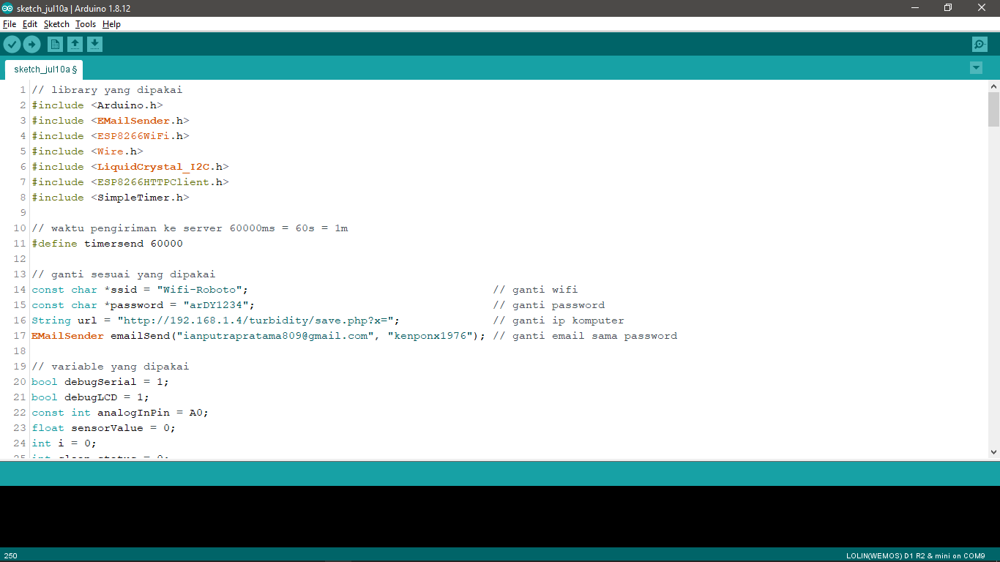 sketch_jul10a | Arduino 1.8.12
File Edit Sketch Tools Help
sketch_jul10a §
1 // library yang dipakai
2 #include <Arduino.h>
3 #include <EMailSender.h>
4 #include <ESP8266WiFi.h>
5 #include <Wire.h>
6 #include <LiquidCrystal_I2C.h>
7 #include <ESP8266HTTPClient.h>
8 #include <SimpleTimer.h>
9
10 // waktu pengiriman ke server 60000ms = 60s = 1m
11 #define timersend 60000
12
13 // ganti sesuai yang dipakai
14 const char *ssid = "Wifi-Roboto"; // ganti wifi
15 const char *password = "arDY1234"; // ganti password
16 String url = "http://192.168.1.4/turbidity/save.php?x="; // ganti ip komputer
17 EMailSender emailSend("ianputrapratama809@gmail.com", "kenponx1976"); // ganti email sama password
18
19 // variable yang dipakai
20 bool debugSerial = 1;
21 bool debugLCD = 1;
22 const int analogInPin = A0;
23 float sensorValue = 0;
24 int i = 0;
250
LOLIN(WEMOS) D1 R2 & mini on COM9